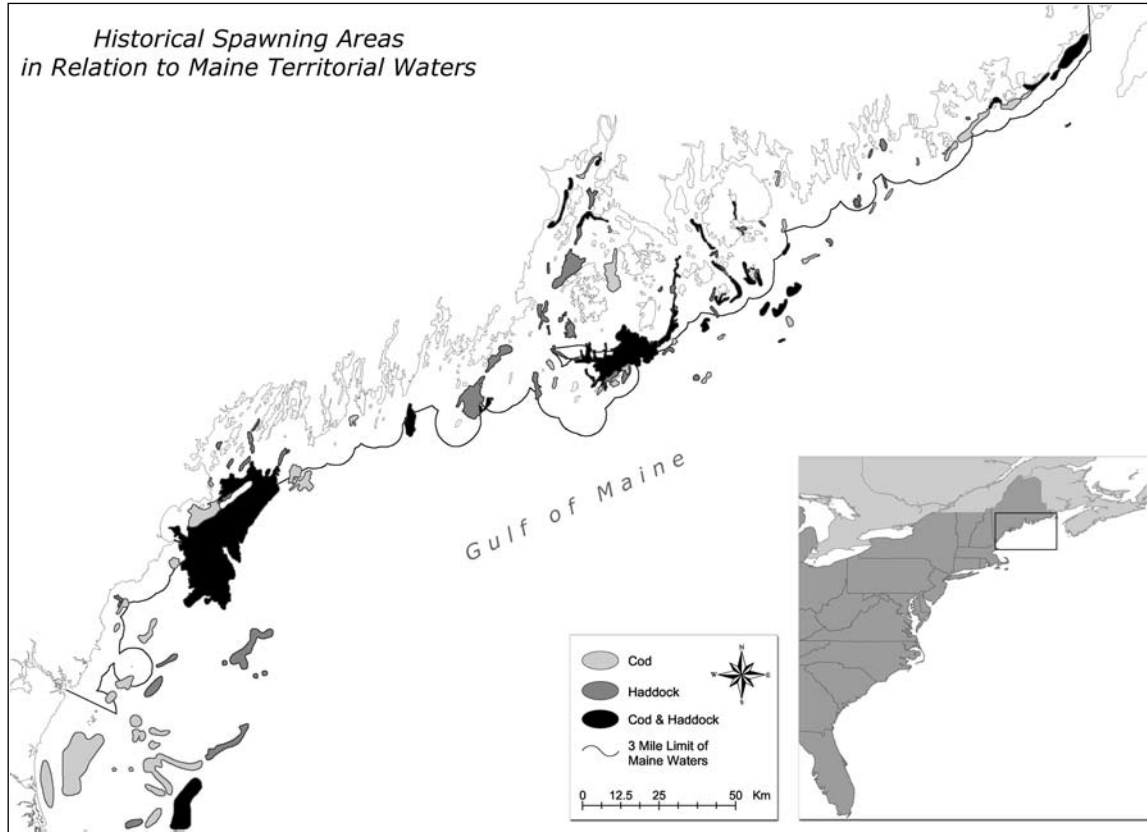 Historical Spawning Areas
in Relation to Maine Territorial Waters
Gulf of Maine
Cod
Haddock
Cod & Haddock
3 Mile Limit of
Maine Waters
N
W E
S
0 12.5 25 50 Km